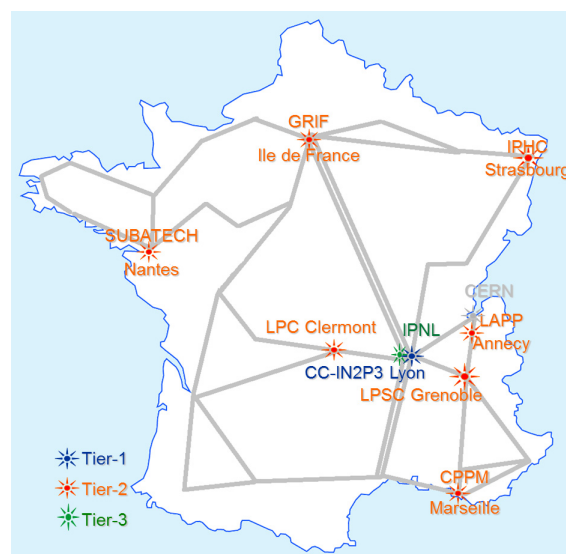 GRIF
Ile de France
IPHC
Strasbourg
SUBATECH
Nantes
CERN
LAPP
Annecy
LPC Clermont
IPNL
CC-IN2P3 Lyon
LPSC Grenoble
CPPM
Marseille
Tier-1
Tier-2
Tier-3